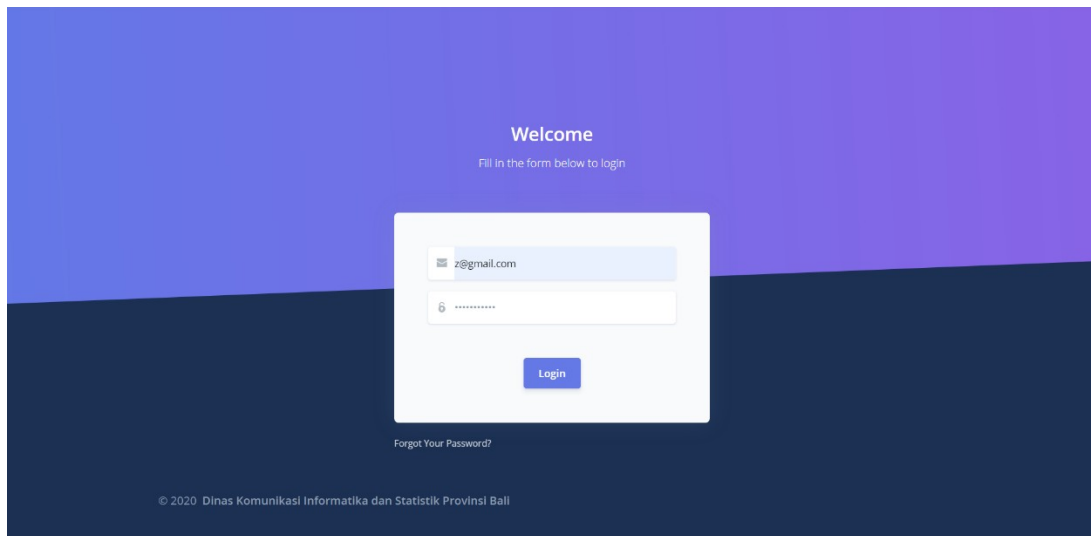 Welcome
Fill in the form below to login
z@gmail.com
•••••••••••
Login
Forgot Your Password?
© 2020 Dinas Komunikasi Informatika dan Statistik Provinsi Bali